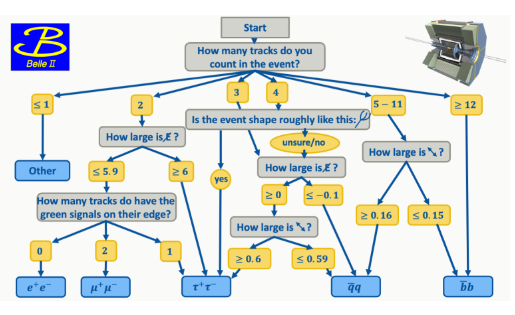 Start
Belle II
How many tracks do you
count in the event?
≤ 1
2
3
4
5 − 11
≥ 12
Is the event shape roughly like this:
How large is E̸ ?
unsure/no
How large is ↖↘ ?
Other
≤ 5.9
≥ 6
yes
How large is E̸ ?
How many tracks do have the
green signals on their edge?
≥ 0
≤ −0.1
≥ 0.16
≤ 0.15
How large is ↖↘ ?
0
2
1
≥ 0.6
≤ 0.59
e⁺e⁻
μ⁺μ⁻
τ⁺τ⁻
q̅q
b̅b